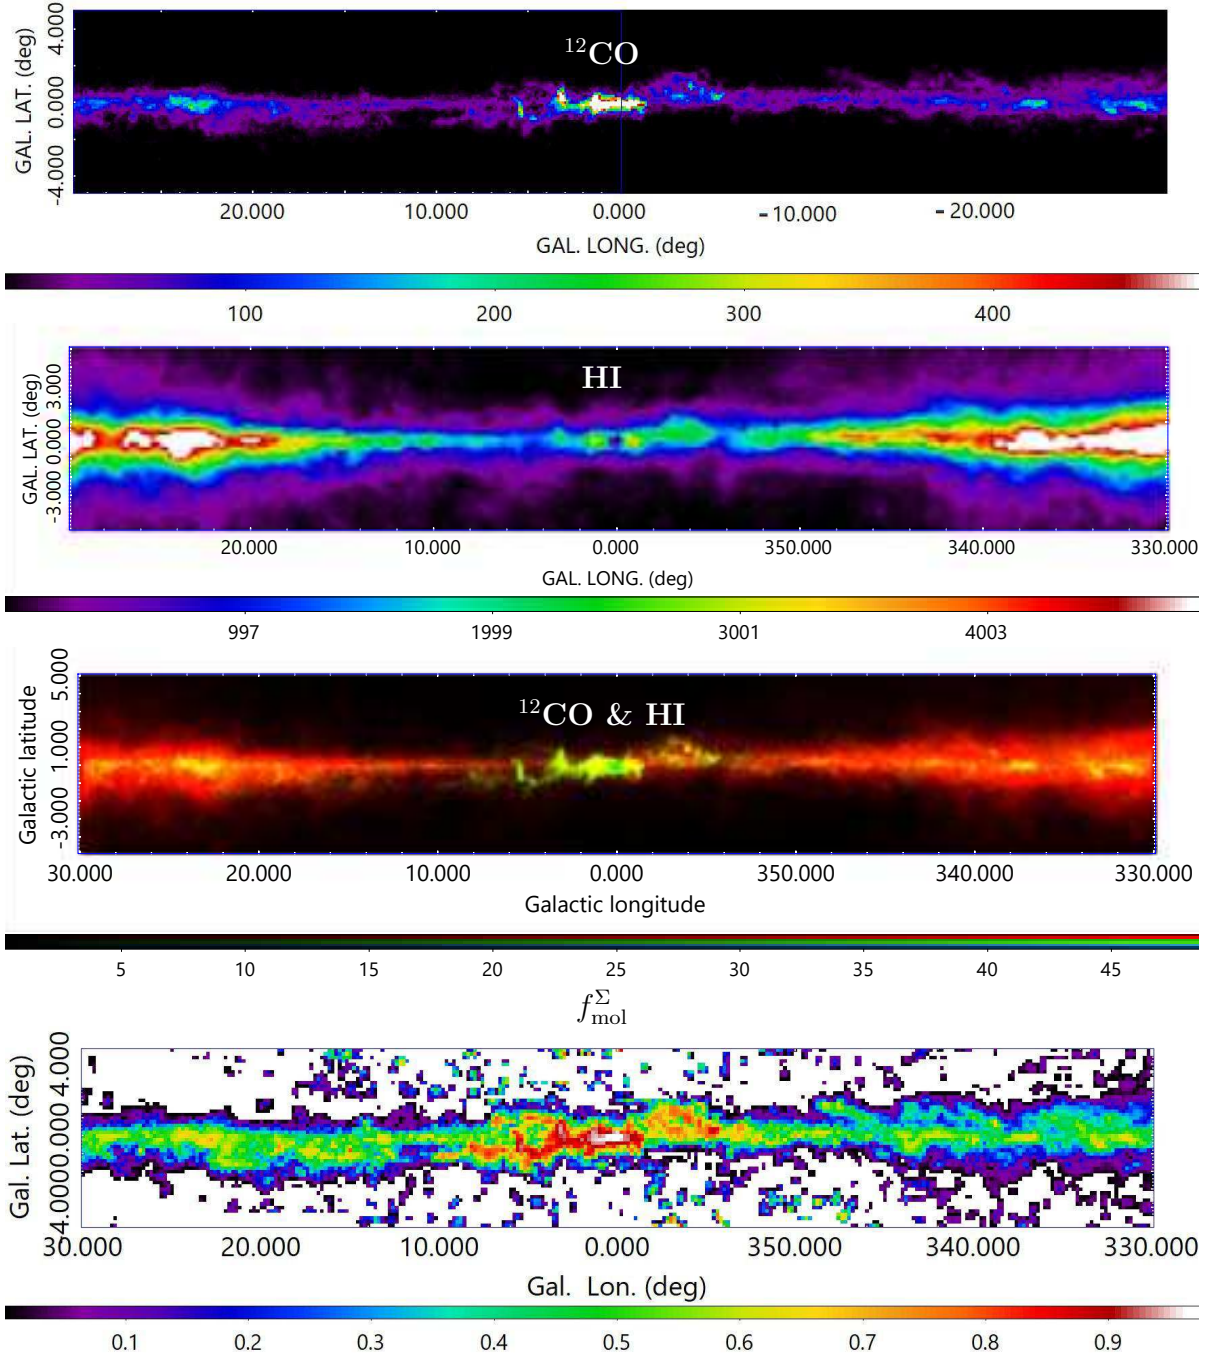 GAL. LAT. (deg)
-4.000 0.000 4.000
¹²CO
20.000 10.000 0.000 -10.000 -20.000
GAL. LONG. (deg)
100 200 300 400
GAL. LAT. (deg)
-3.000 0.000 3.000
HI
20.000 10.000 0.000 350.000 340.000 330.000
GAL. LONG. (deg)
997 1999 3001 4003
Galactic latitude
-3.000 1.000 5.000
¹²CO & HI
30.000 20.000 10.000 0.000 350.000 340.000 330.000
Galactic longitude
5 10 15 20 25 30 35 40 45
f_mol^Σ
Gal. Lat. (deg)
-4.000 0.000 4.000
30.000 20.000 10.000 0.000 350.000 340.000 330.000
Gal. Lon. (deg)
0.1 0.2 0.3 0.4 0.5 0.6 0.7 0.8 0.9